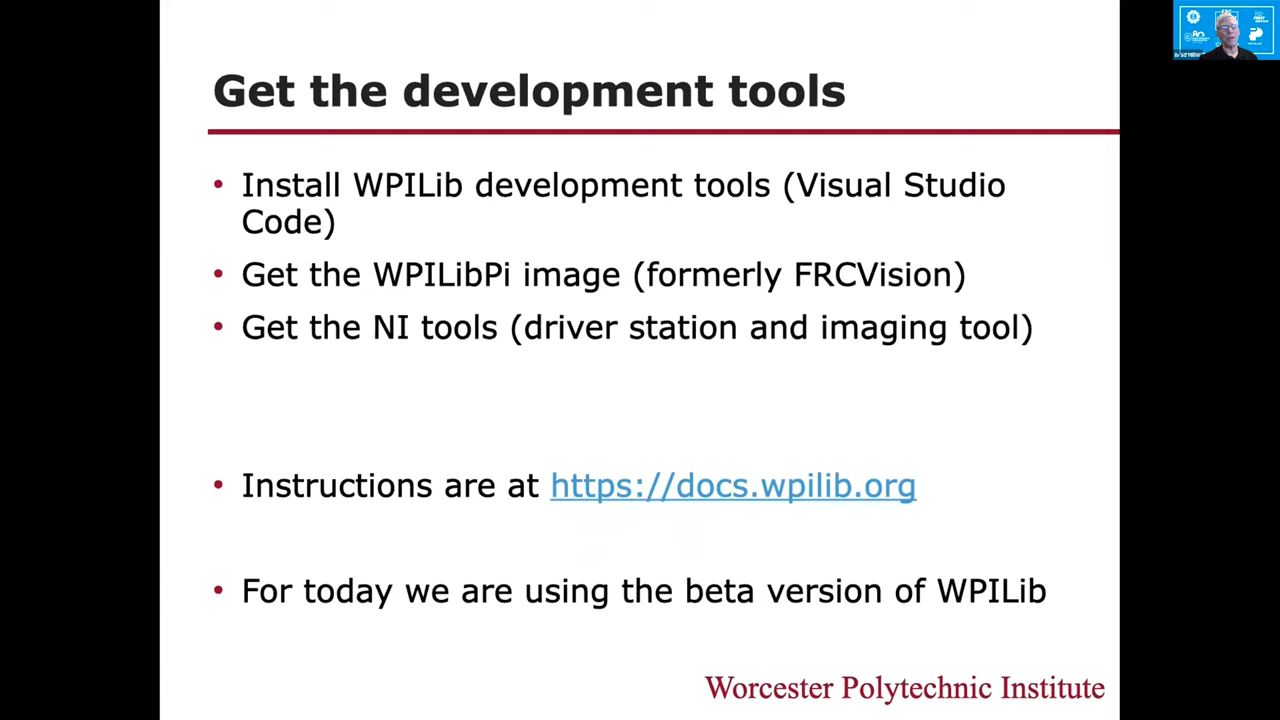 Get the development tools
• Install WPILib development tools (Visual Studio
Code)
• Get the WPILibPi image (formerly FRCVision)
• Get the NI tools (driver station and imaging tool)
• Instructions are at https://docs.wpilib.org
• For today we are using the beta version of WPILib
Worcester Polytechnic Institute